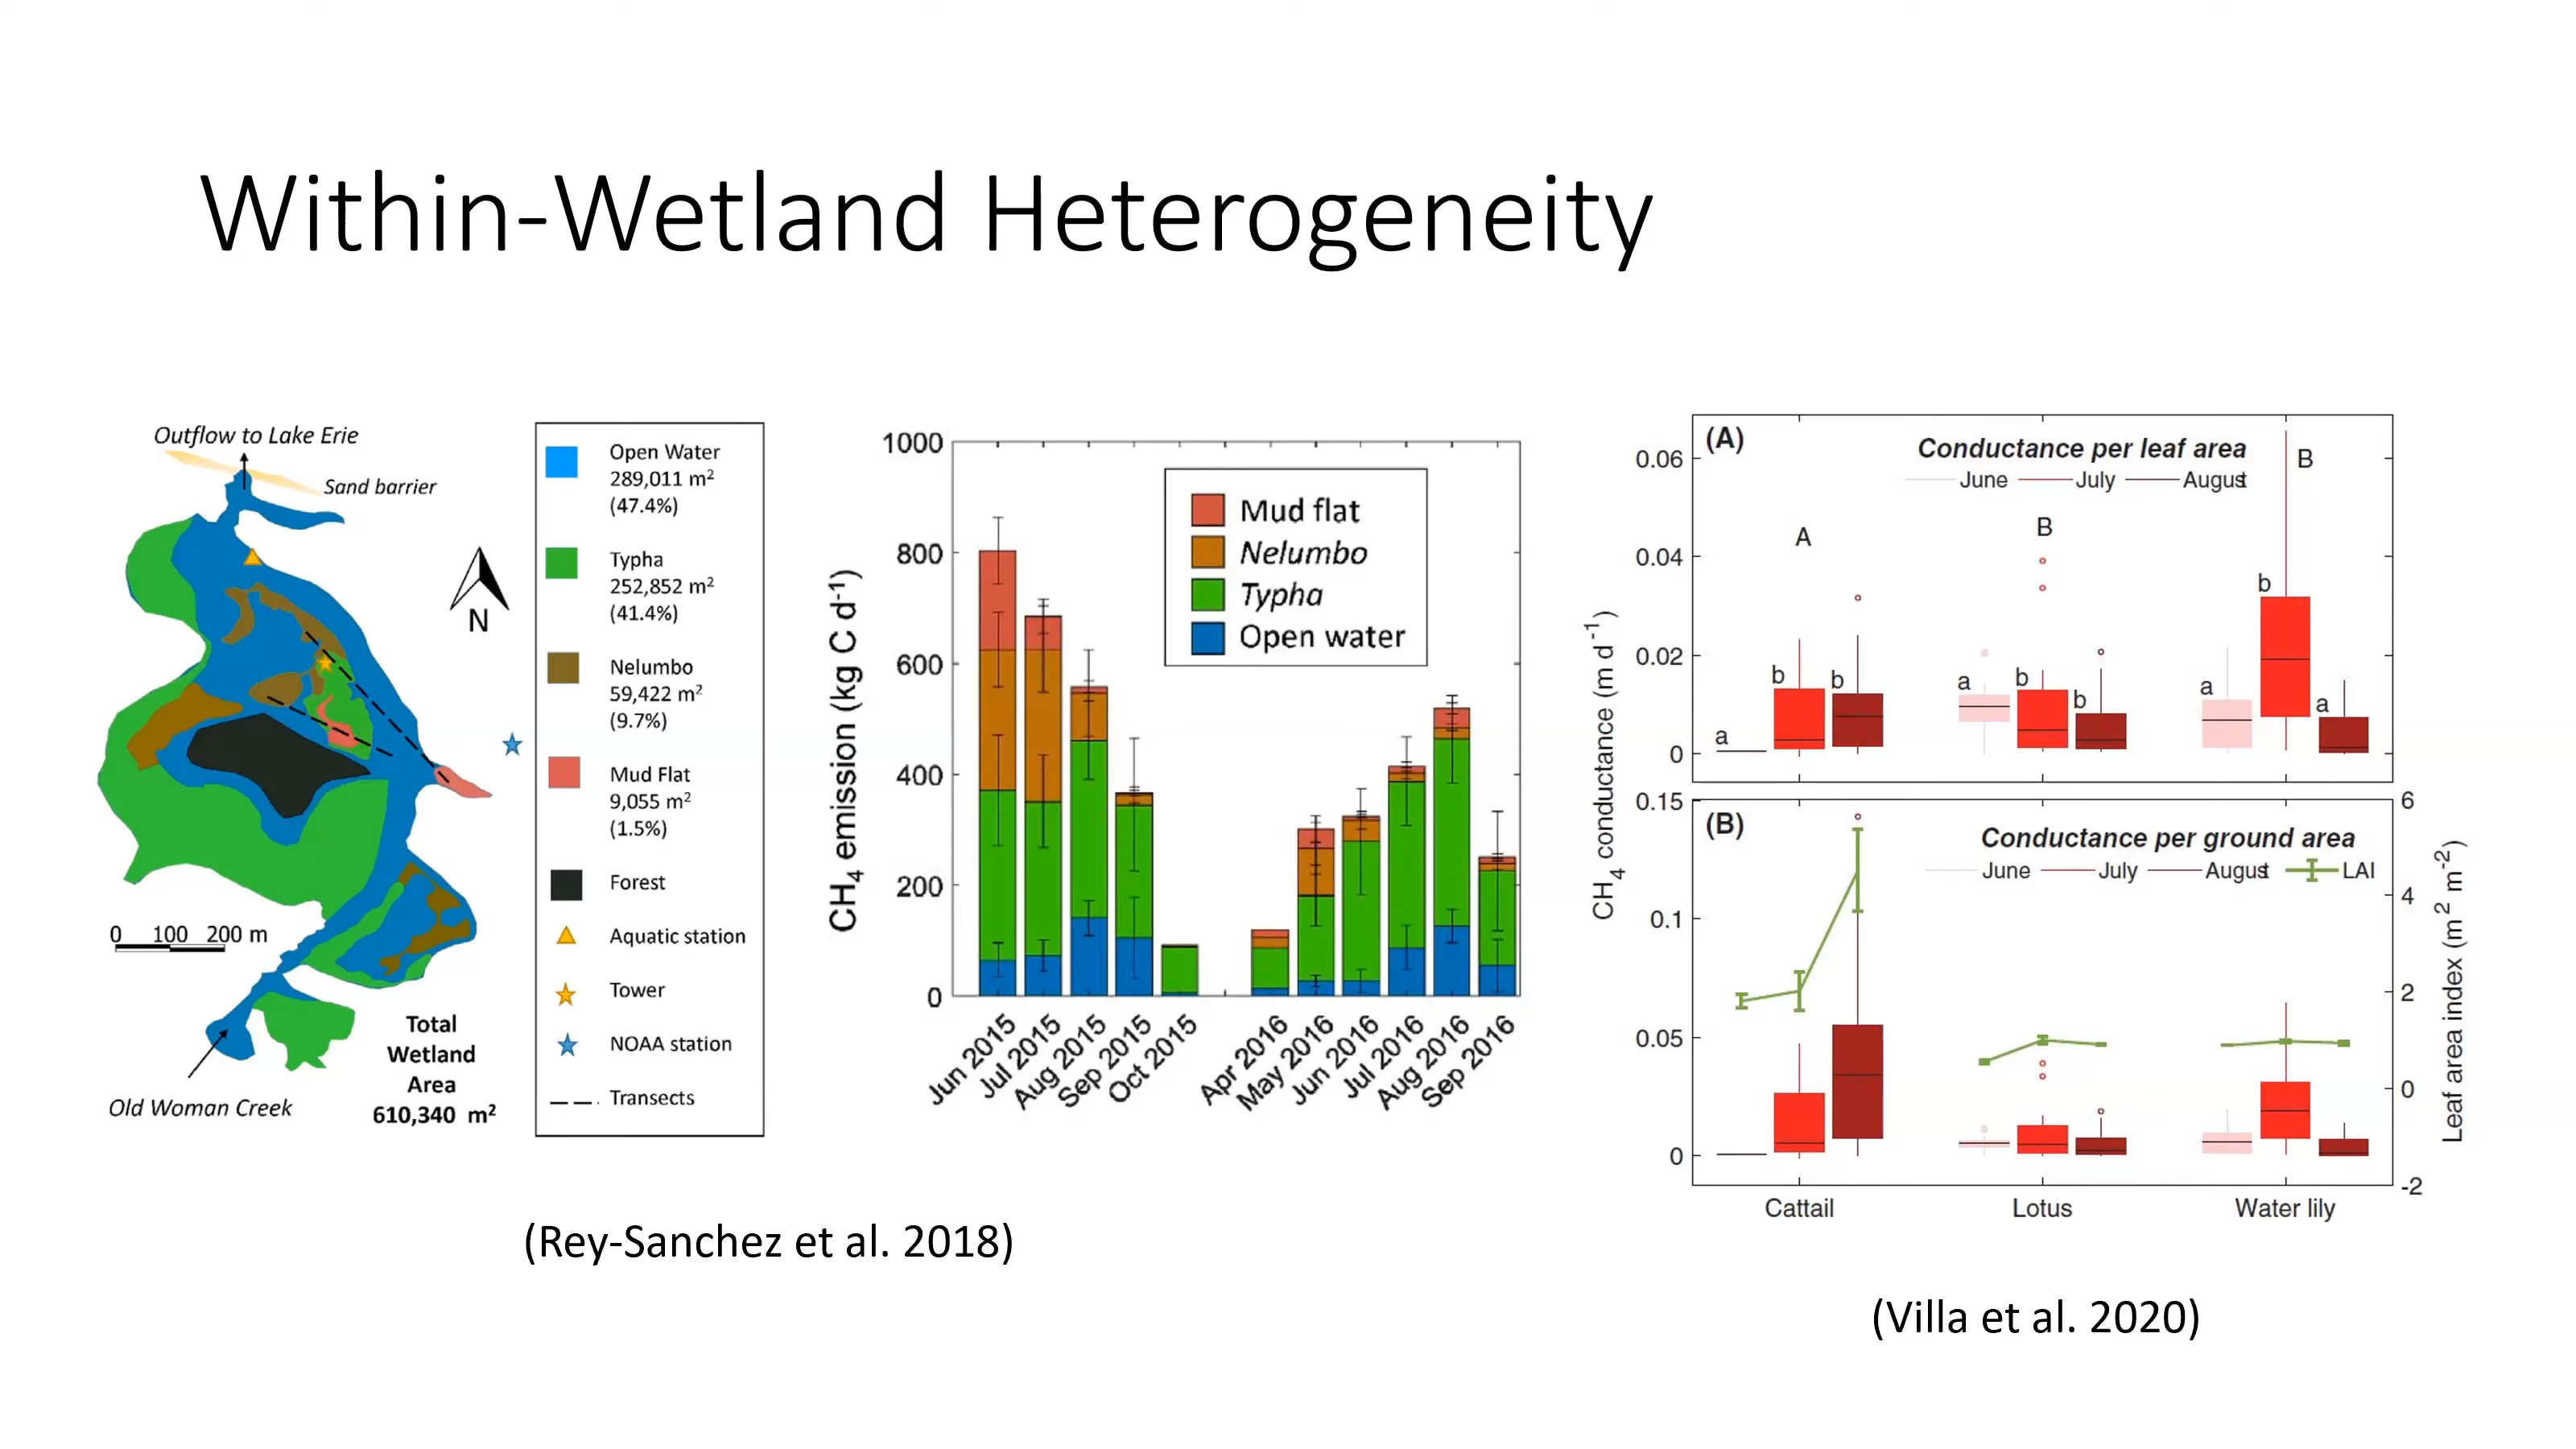 Within-Wetland Heterogeneity
Outflow to Lake Erie
Sand barrier
N
0 100 200 m
Old Woman Creek
Total
Wetland
Area
610,340 m²
Open Water
289,011 m²
(47.4%)
Typha
252,852 m²
(41.4%)
Nelumbo
59,422 m²
(9.7%)
Mud Flat
9,055 m²
(1.5%)
Forest
Aquatic station
Tower
NOAA station
Transects
CH₄ emission (kg C d⁻¹)
1000
800
600
400
200
0
Mud flat
Nelumbo
Typha
Open water
Jun 2015
Jul 2015
Aug 2015
Sep 2015
Oct 2015
Apr 2016
May 2016
Jun 2016
Jul 2016
Aug 2016
Sep 2016
(Rey-Sanchez et al. 2018)
CH₄ conductance (m d⁻¹)
(A)
Conductance per leaf area
June July August
0.06
0.04
0.02
0
A
B
B
a b b
a b b
a b a
(B)
Conductance per ground area
June July August LAI
0.15
0.1
0.05
0
6
4
2
0
-2
Leaf area index (m² m⁻²)
Cattail Lotus Water lily
(Villa et al. 2020)